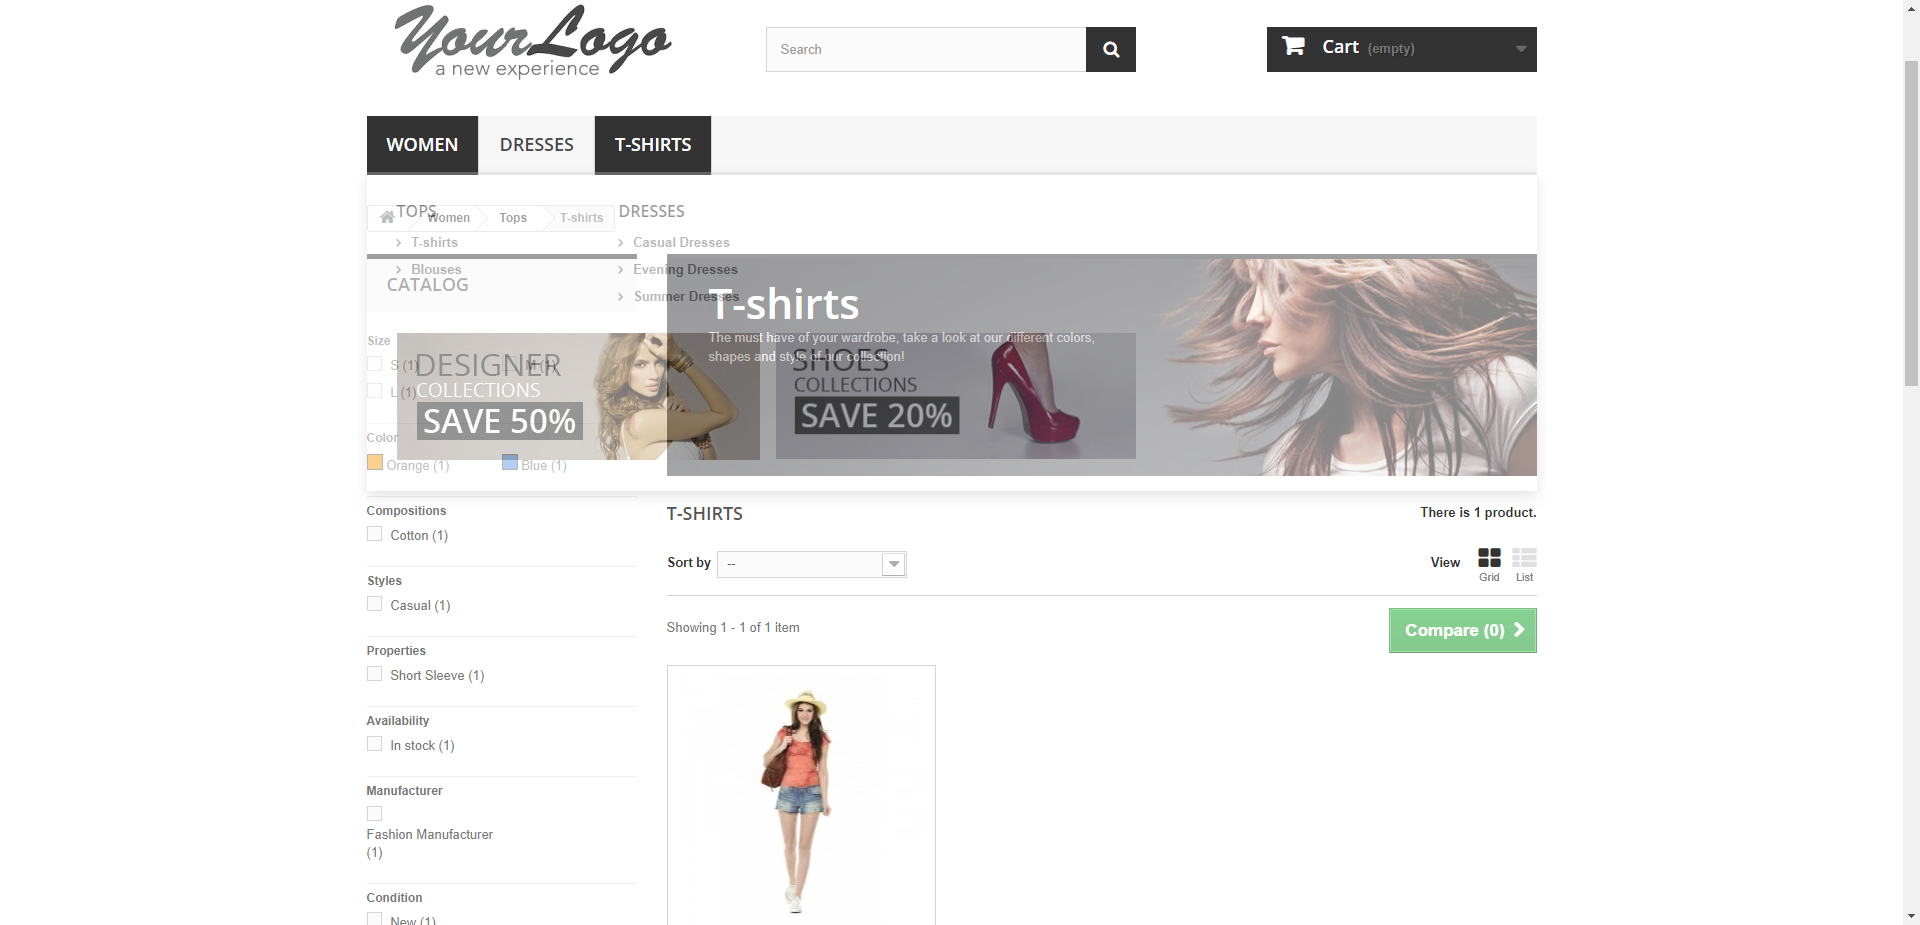 YourLogo
a new experience
Search
Cart (empty)
WOMEN
DRESSES
T-SHIRTS
TOPS
DRESSES
Women
Tops
T-shirts
T-shirts
Casual Dresses
Blouses
Evening Dresses
CATALOG
Summer Dresses
T-shirts
The must have of your wardrobe, take a look at our different colors,
shapes and style of our collection!
Size
S (1)
M (1)
L (1)
DESIGNER
COLLECTIONS
SAVE 50%
SHOES
COLLECTIONS
SAVE 20%
Color
Orange (1)
Blue (1)
Compositions
Cotton (1)
Styles
Casual (1)
Properties
Short Sleeve (1)
Availability
In stock (1)
Manufacturer
Fashion Manufacturer
(1)
Condition
New (1)
T-SHIRTS
There is 1 product.
Sort by
--
View
Grid
List
Showing 1 - 1 of 1 item
Compare (0)